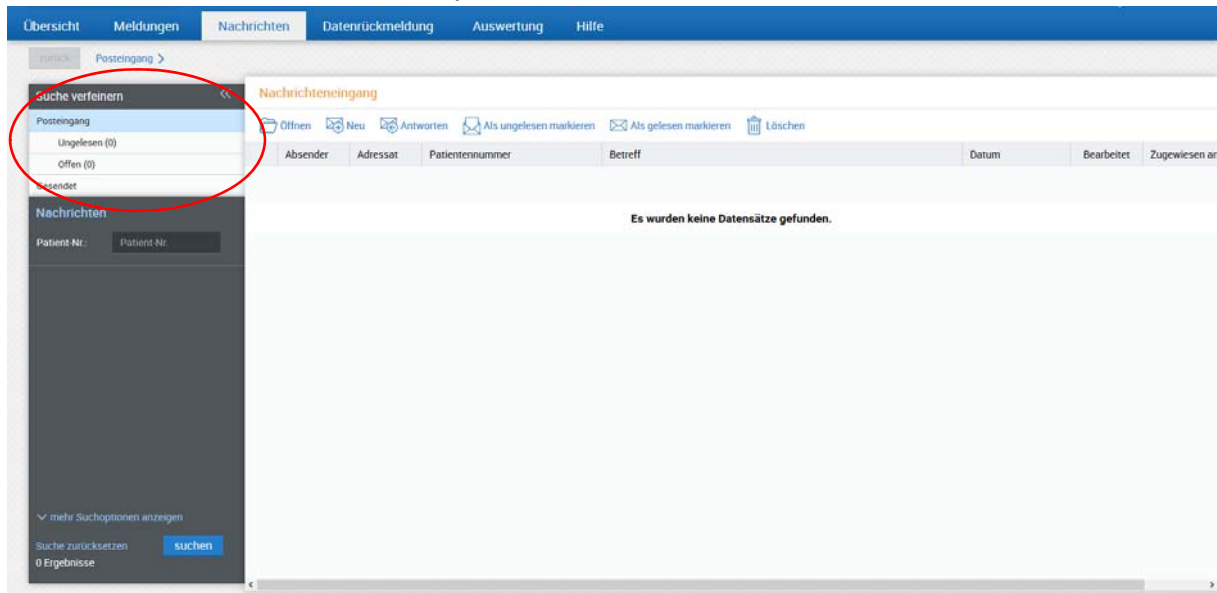 Übersicht Meldungen Nachrichten Datenrückmeldung Auswertung Hilfe
zurück Posteingang >
Suche verfeinern «
Posteingang
Ungelesen (0)
Offen (0)
Gesendet
Nachrichten
Patient-Nr.: Patient-Nr.
mehr Suchoptionen anzeigen
Suche zurücksetzen suchen
0 Ergebnisse
Nachrichteneingang
Öffnen Neu Antworten Als ungelesen markieren Als gelesen markieren Löschen
Absender Adressat Patientennummer Betreff Datum Bearbeitet Zugewiesen an
Es wurden keine Datensätze gefunden.